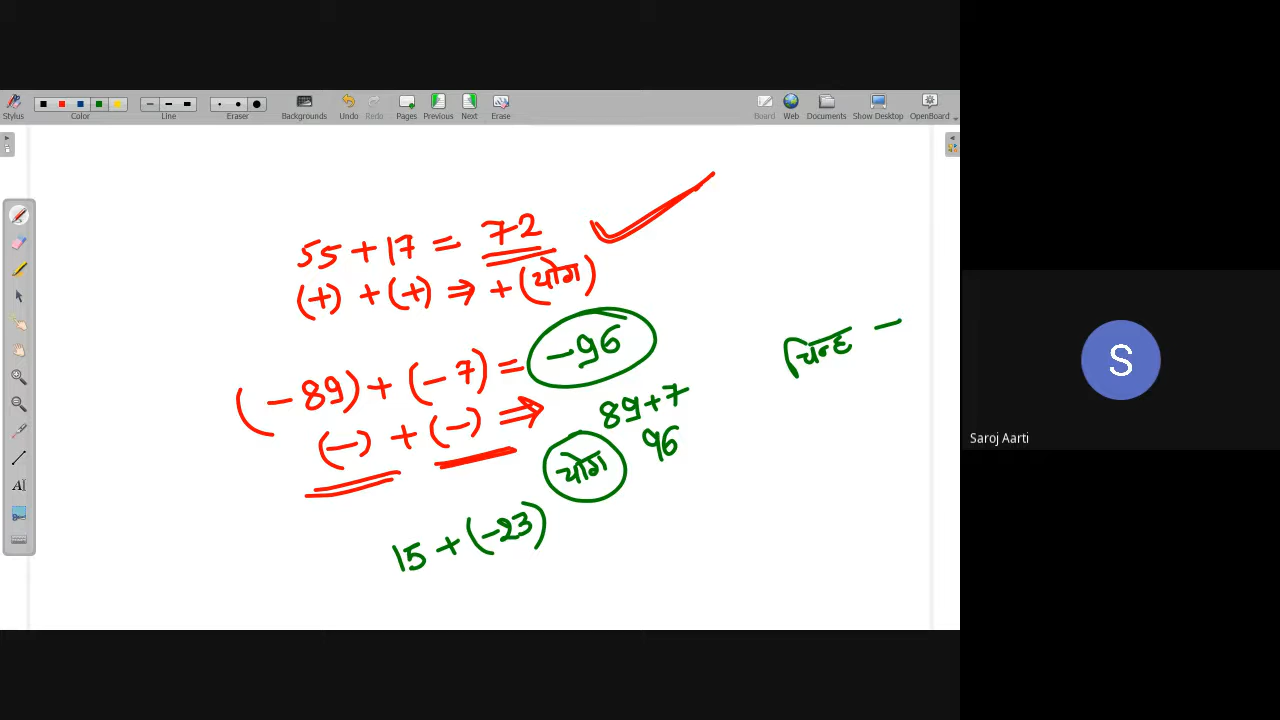 Stylus
Color
Line
Eraser
Backgrounds
Undo
Redo
Pages
Previous
Next
Erase
Board
Web
Documents
Show Desktop
OpenBoard
55 + 17 = 72
(+) + (+) ⇒ + (योग)
(- 89) + (- 7) = -96
चिन्ह -
(-) + (-) ⇒
89+7
96
योग
15 + (-23)
S
Saroj Aarti